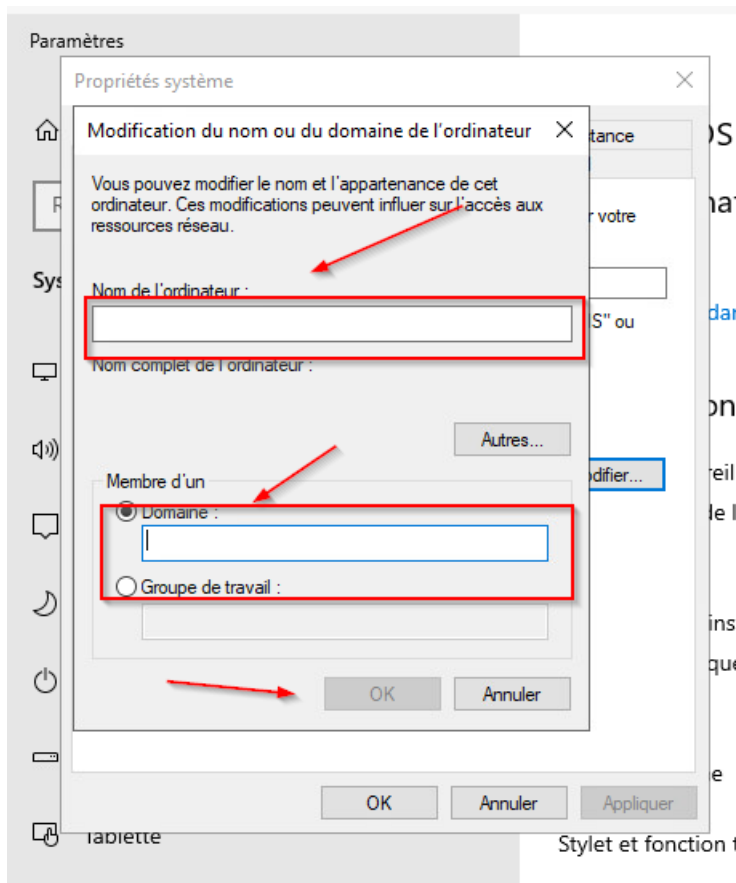 Paramètres
Propriétés système
Modification du nom ou du domaine de l'ordinateur
Vous pouvez modifier le nom et l'appartenance de cet
ordinateur. Ces modifications peuvent influer sur l'accès aux
ressources réseau.
votre
Nom de l'ordinateur :
S" ou
Nom complet de l'ordinateur :
Autres...
Membre d'un
Domaine :
Groupe de travail :
OK
Annuler
OK
Annuler
Appliquer
Tablette
Stylet et fonction